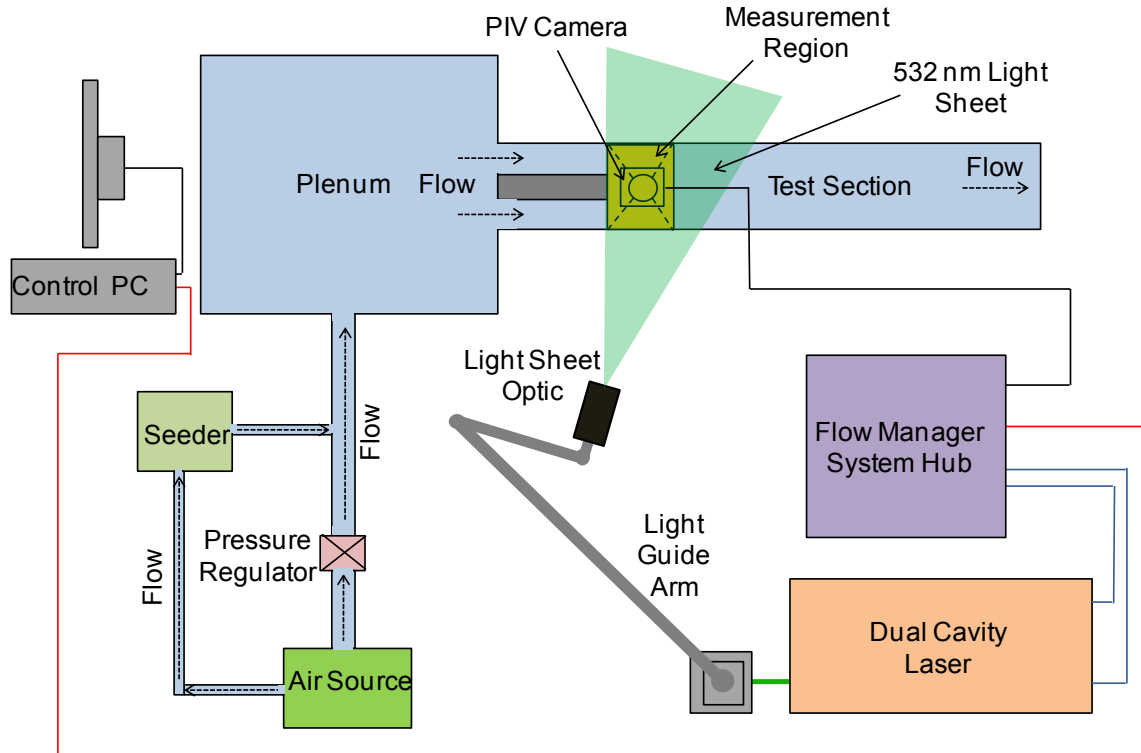 PIV Camera
Measurement
Region
532 nm Light
Sheet
Plenum
Flow
Test Section
Flow
Control PC
Light Sheet
Optic
Seeder
Flow
Flow Manager
System Hub
Pressure
Regulator
Flow
Light
Guide
Arm
Dual Cavity
Laser
Air Source